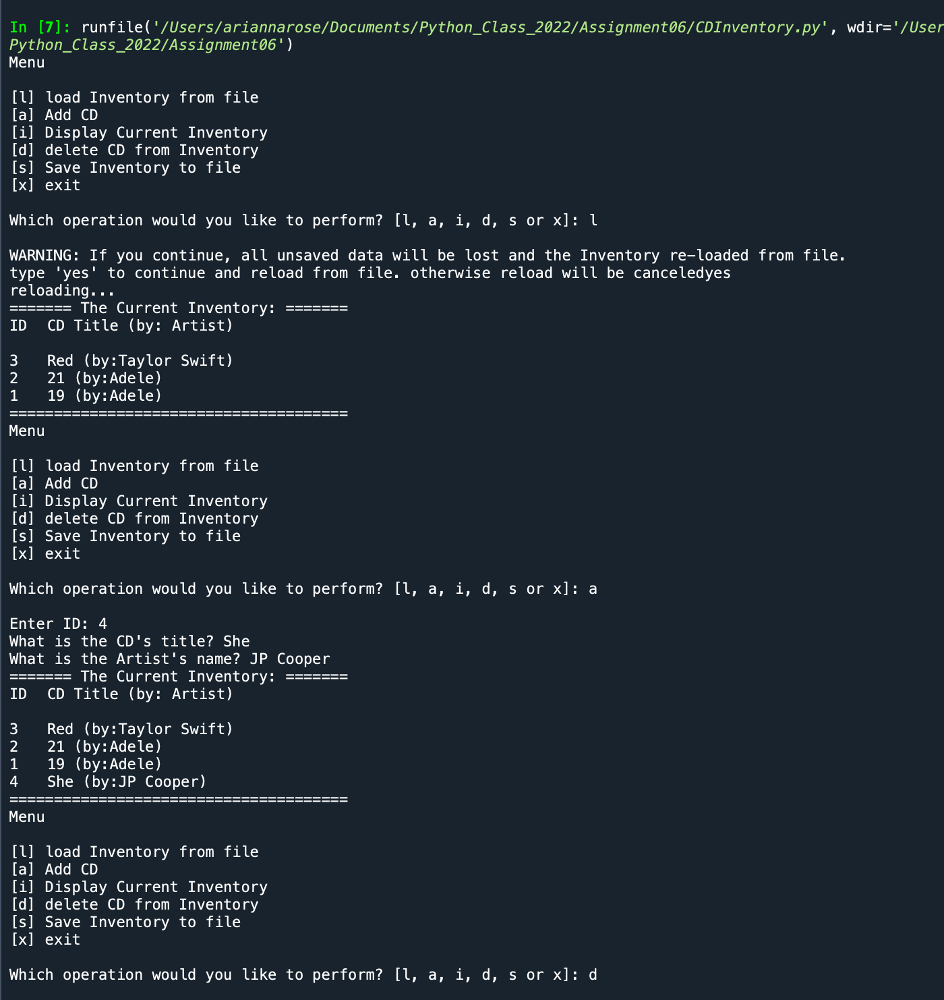 In [7]: runfile('/Users/ariannarose/Documents/Python_Class_2022/Assignment06/CDInventory.py', wdir='/User
Python_Class_2022/Assignment06')
Menu
[l] load Inventory from file
[a] Add CD
[i] Display Current Inventory
[d] delete CD from Inventory
[s] Save Inventory to file
[x] exit
Which operation would you like to perform? [l, a, i, d, s or x]: l
WARNING: If you continue, all unsaved data will be lost and the Inventory re-loaded from file.
type 'yes' to continue and reload from file. otherwise reload will be canceledyes
reloading...
======= The Current Inventory: =======
ID  CD Title (by: Artist)
3   Red (by:Taylor Swift)
2   21 (by:Adele)
1   19 (by:Adele)
======================================
Menu
[l] load Inventory from file
[a] Add CD
[i] Display Current Inventory
[d] delete CD from Inventory
[s] Save Inventory to file
[x] exit
Which operation would you like to perform? [l, a, i, d, s or x]: a
Enter ID: 4
What is the CD's title? She
What is the Artist's name? JP Cooper
======= The Current Inventory: =======
ID  CD Title (by: Artist)
3   Red (by:Taylor Swift)
2   21 (by:Adele)
1   19 (by:Adele)
4   She (by:JP Cooper)
======================================
Menu
[l] load Inventory from file
[a] Add CD
[i] Display Current Inventory
[d] delete CD from Inventory
[s] Save Inventory to file
[x] exit
Which operation would you like to perform? [l, a, i, d, s or x]: d